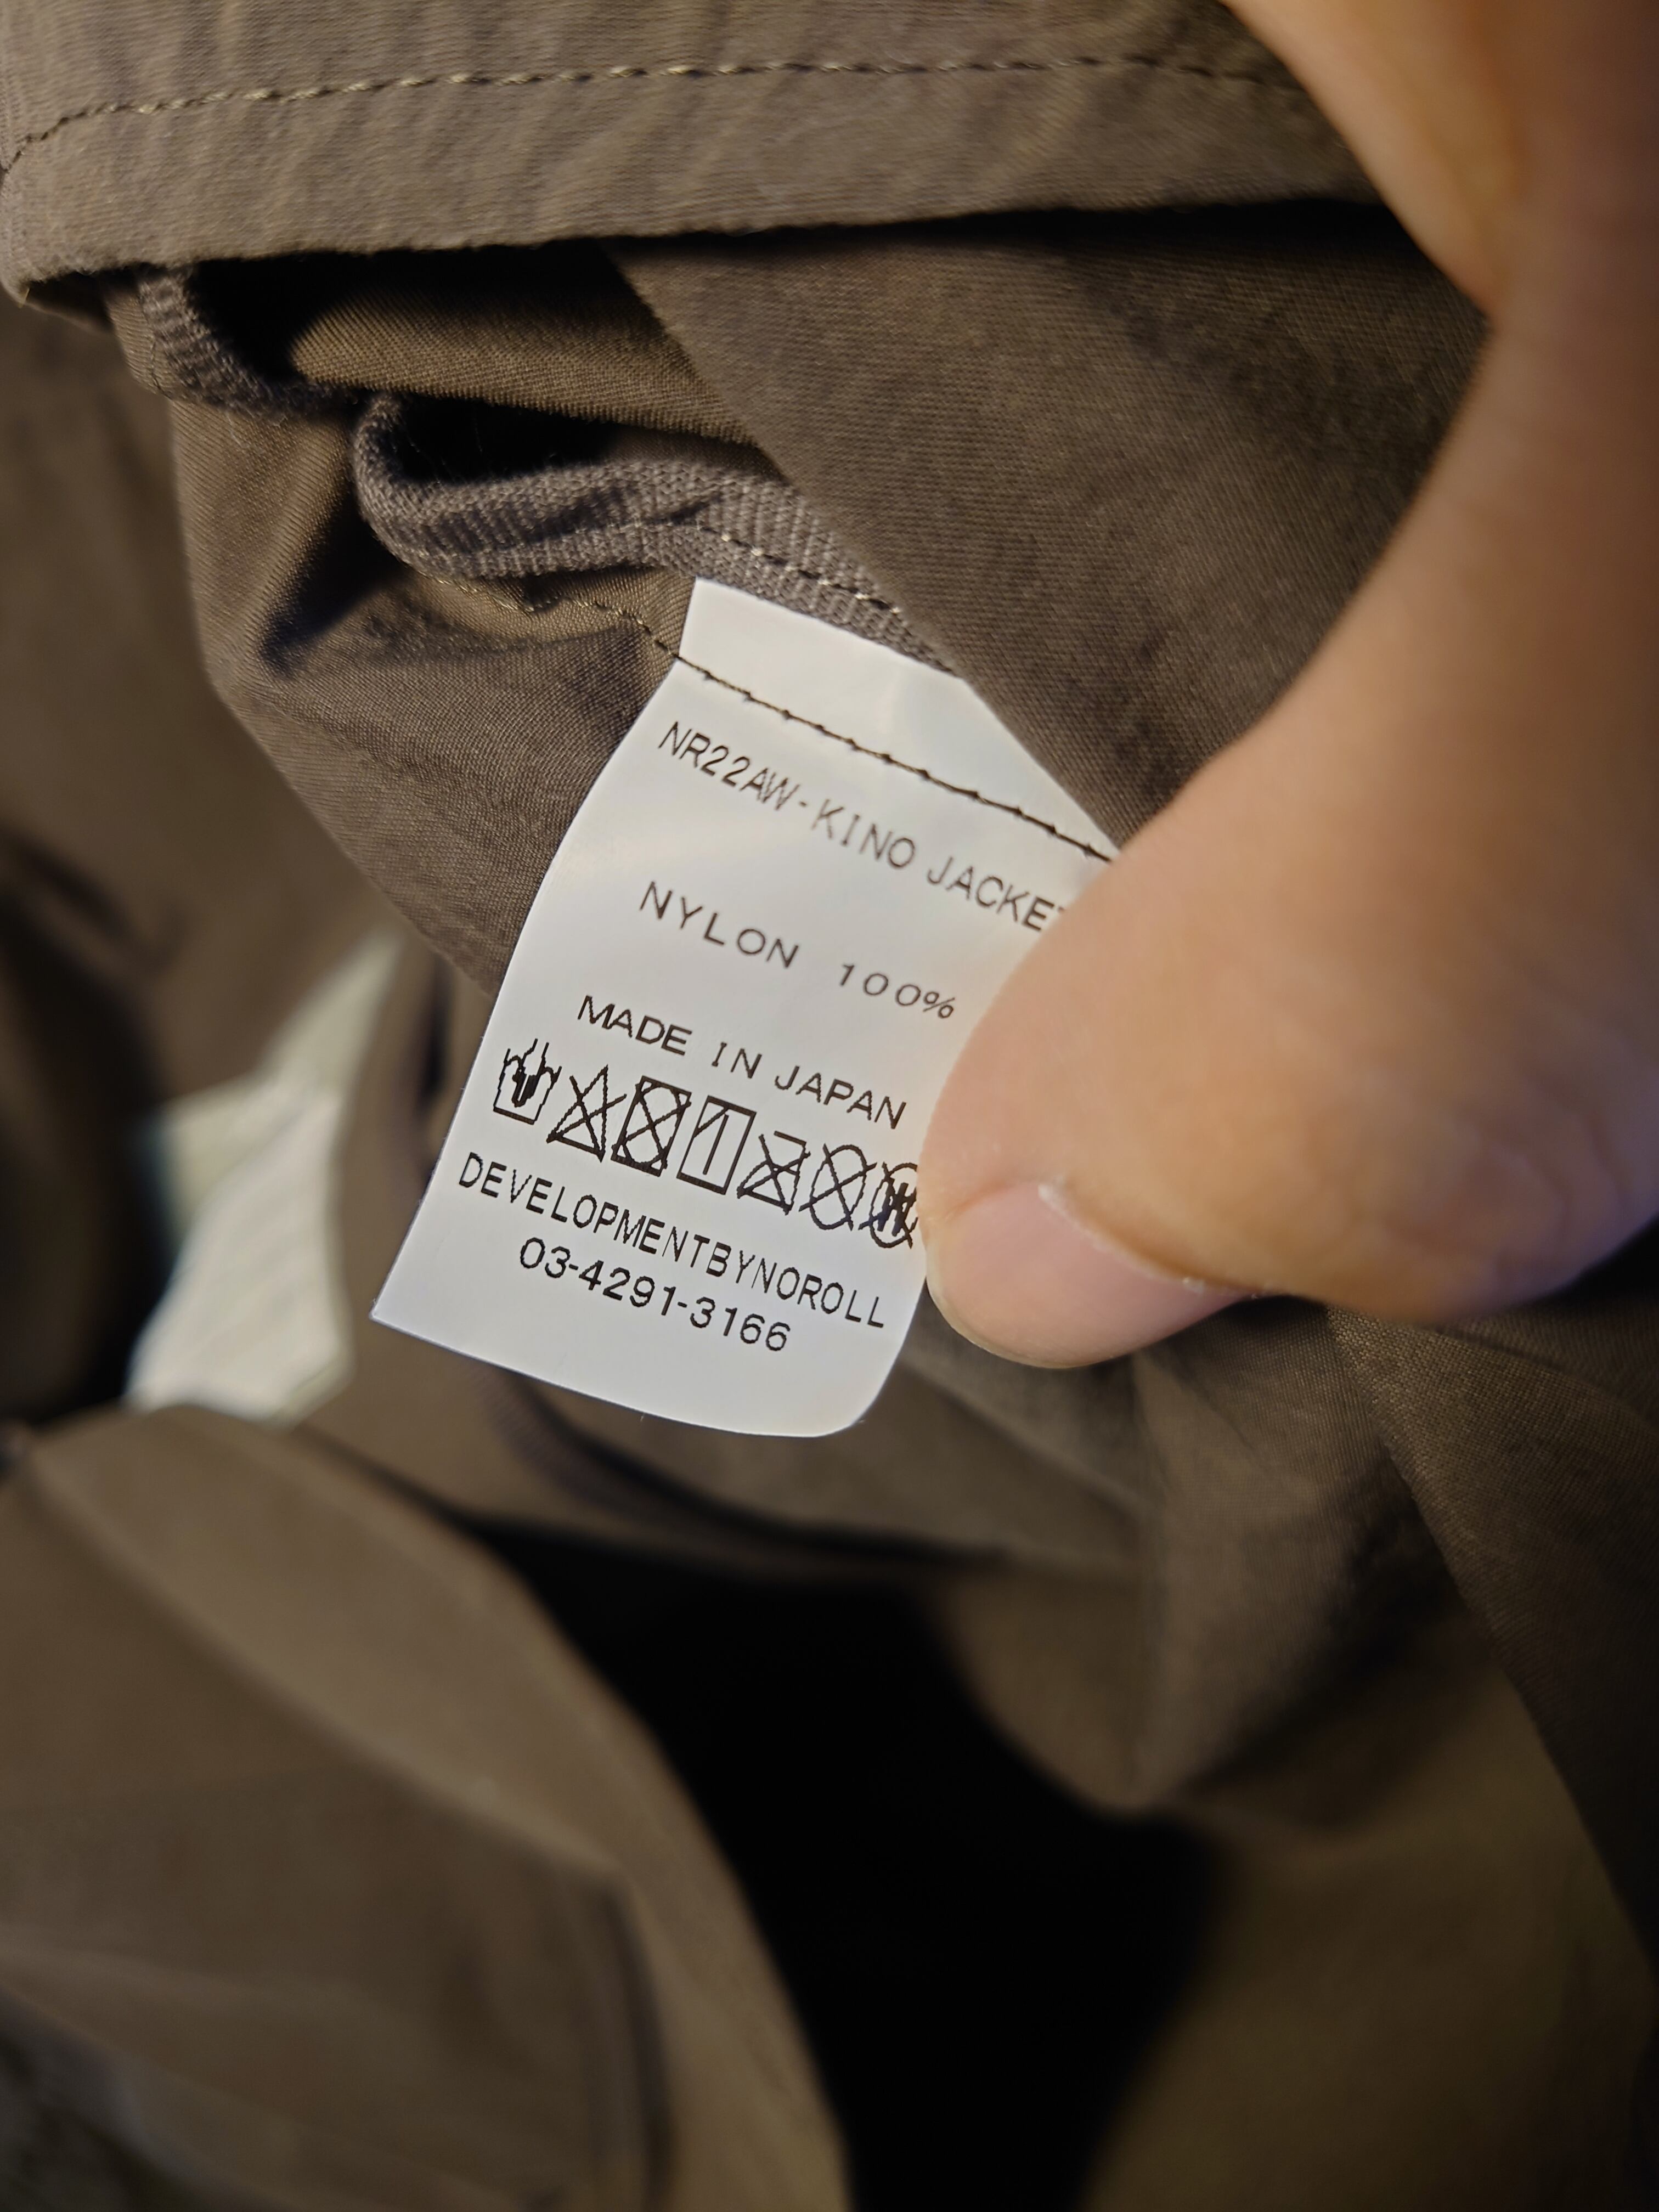 NR22AW-KINO JACKET
NYLON 100%
MADE IN JAPAN
DEVELOPMENTBYNOROLL
03-4291-3166